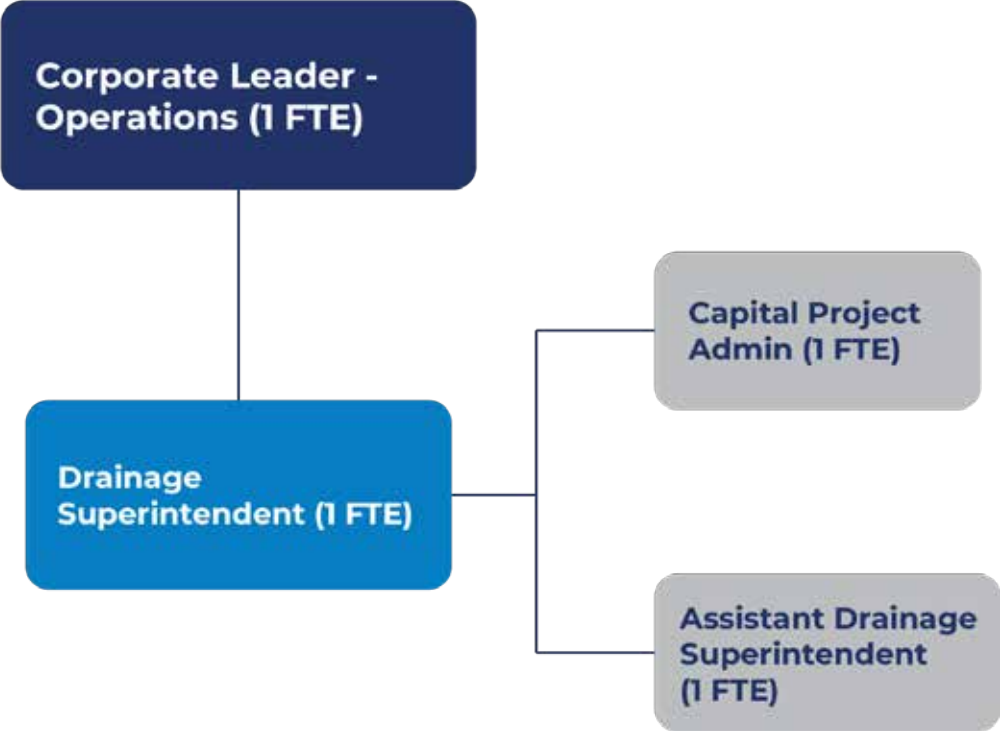 Corporate Leader -
Operations (1 FTE)
Drainage
Superintendent (1 FTE)
Capital Project
Admin (1 FTE)
Assistant Drainage
Superintendent
(1 FTE)